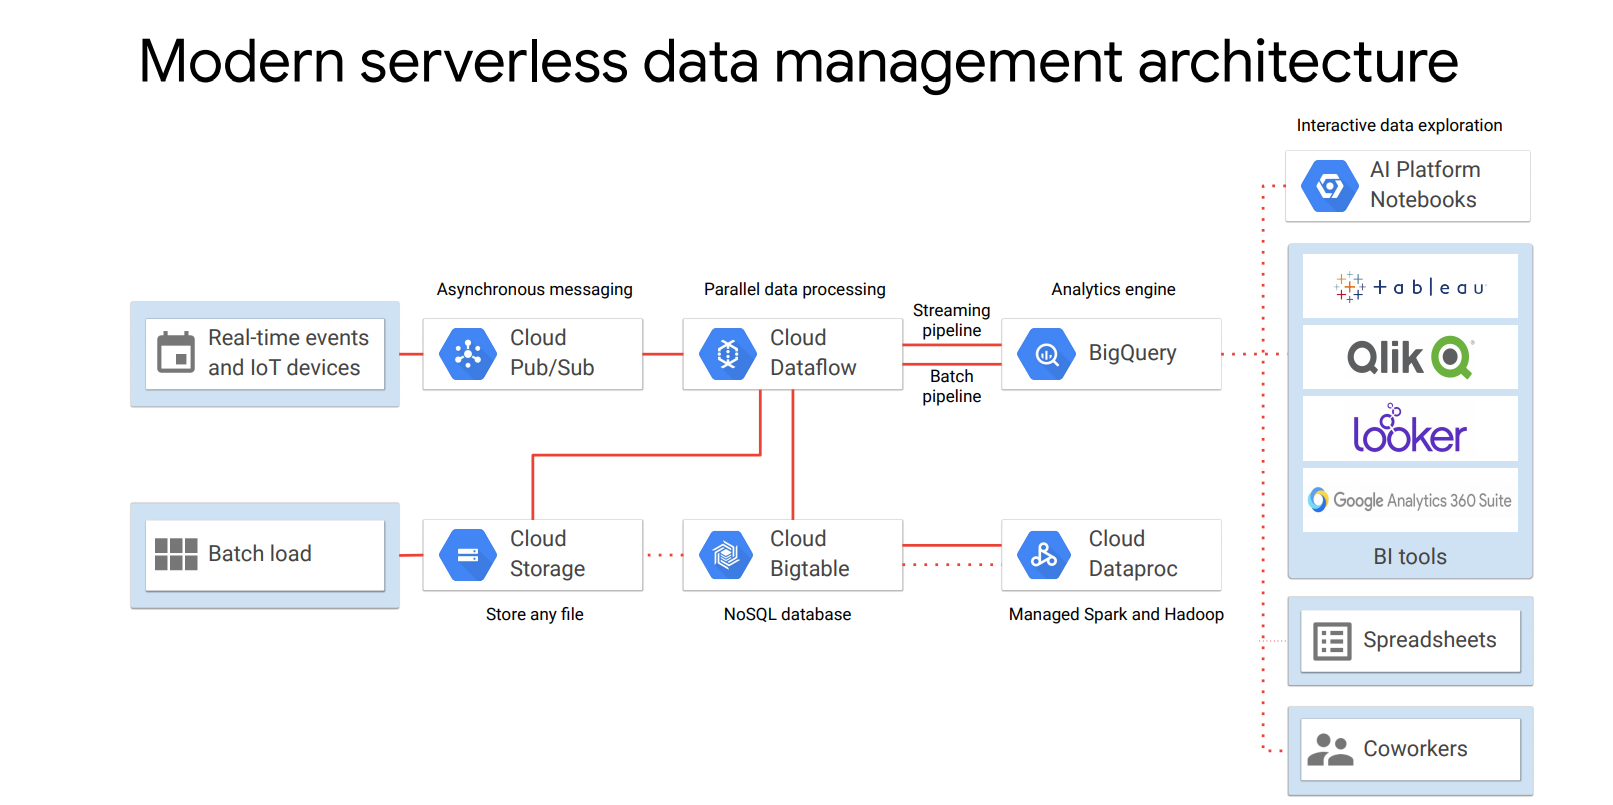 Modern serverless data management architecture
Interactive data exploration
AI Platform
Notebooks
Asynchronous messaging
Parallel data processing
Analytics engine
Streaming
pipeline
Real-time events
and IoT devices
Cloud
Pub/Sub
Cloud
Dataflow
BigQuery
Batch
pipeline
+ableau
Qlik
looker
Google Analytics 360 Suite
BI tools
Batch load
Cloud
Storage
Cloud
Bigtable
Cloud
Dataproc
Store any file
NoSQL database
Managed Spark and Hadoop
Spreadsheets
Coworkers